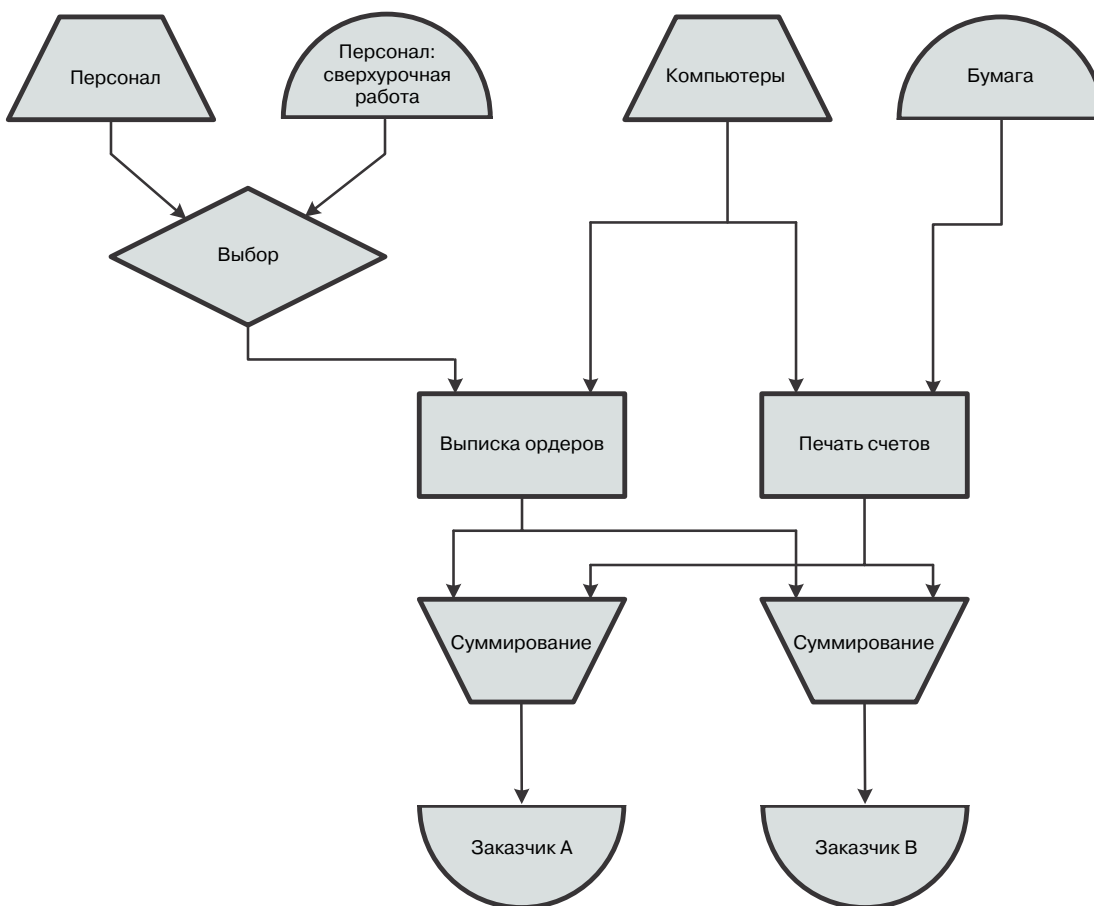 Персонал
Персонал:
сверхурочная
работа
Компьютеры
Бумага
Выбор
Выписка ордеров
Печать счетов
Суммирование
Суммирование
Заказчик А
Заказчик В